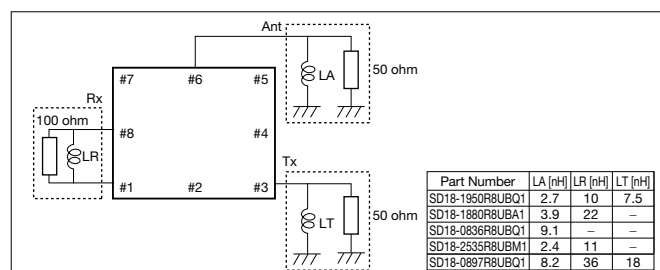 Ant
#7 #6 #5
LA
50 ohm
Rx
100 ohm
#8 #4
LR
Tx
#1 #2 #3
LT
50 ohm
Part Number LA [nH] LR [nH] LT [nH]
SD18-1950R8UBQ1 2.7 10 7.5
SD18-1880R8UBA1 3.9 22 –
SD18-0836R8UBQ1 9.1 – –
SD18-2535R8UBM1 2.4 11 –
SD18-0897R8UBQ1 8.2 36 18